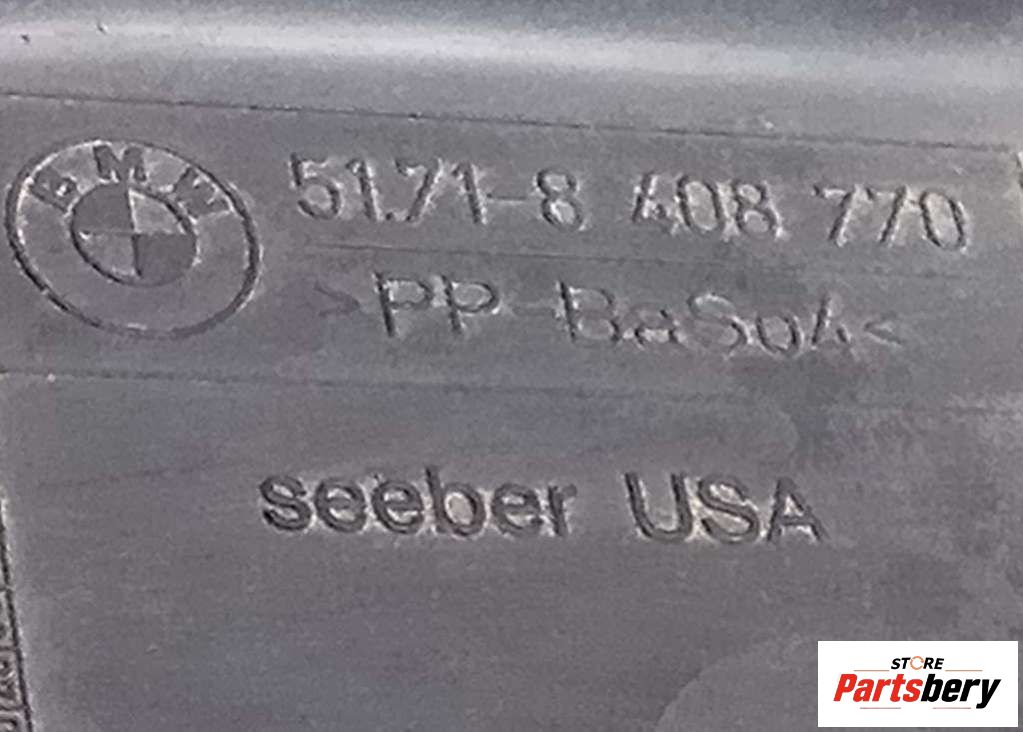 BMW
51.71-8 408 770
>PP-BaSo4<
seeber USA
STORE
Partsbery